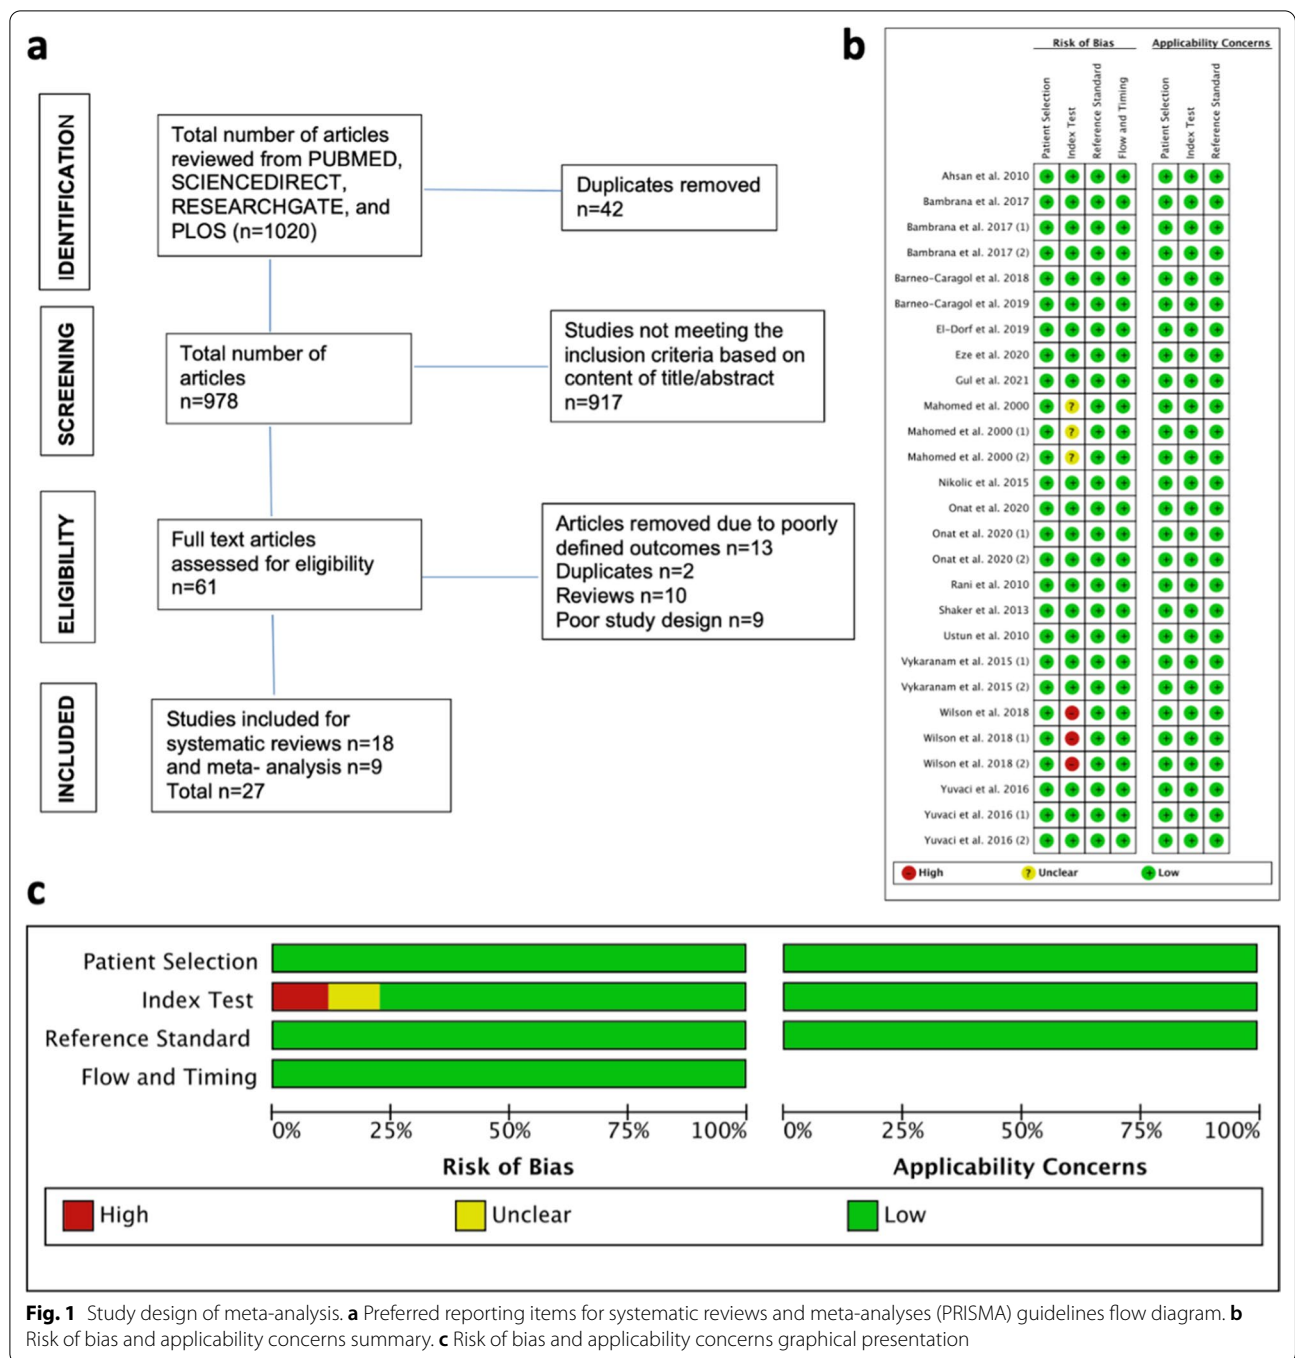 a
IDENTIFICATION
Total number of articles
reviewed from PUBMED,
SCIENCEDIRECT,
RESEARCHGATE, and
PLOS (n=1020)
Duplicates removed
n=42
SCREENING
Total number of
articles
n=978
Studies not meeting the
inclusion criteria based on
content of title/abstract
n=917
ELIGIBILITY
Full text articles
assessed for eligibility
n=61
Articles removed due to poorly
defined outcomes n=13
Duplicates n=2
Reviews n=10
Poor study design n=9
INCLUDED
Studies included for
systematic reviews n=18
and meta- analysis n=9
Total n=27
b
Risk of Bias
Applicability Concerns
Patient Selection
Index Test
Reference Standard
Flow and Timing
Patient Selection
Index Test
Reference Standard
Ahsan et al. 2010 + + + + + + +
Bambrana et al. 2017 + + + + + + +
Bambrana et al. 2017 (1) + + + + + + +
Bambrana et al. 2017 (2) + + + + + + +
Barneo-Caragol et al. 2018 + + + + + + +
Barneo-Caragol et al. 2019 + + + + + + +
El-Dorf et al. 2019 + + + + + + +
Eze et al. 2020 + + + + + + +
Gul et al. 2021 + + + + + + +
Mahomed et al. 2000 + ? + + + + +
Mahomed et al. 2000 (1) + ? + + + + +
Mahomed et al. 2000 (2) + ? + + + + +
Nikolic et al. 2015 + + + + + + +
Onat et al. 2020 + + + + + + +
Onat et al. 2020 (1) + + + + + + +
Onat et al. 2020 (2) + + + + + + +
Rani et al. 2010 + + + + + + +
Shaker et al. 2013 + + + + + + +
Ustun et al. 2010 + + + + + + +
Vykaranam et al. 2015 (1) + + + + + + +
Vykaranam et al. 2015 (2) + + + + + + +
Wilson et al. 2018 + - + + + + +
Wilson et al. 2018 (1) + - + + + + +
Wilson et al. 2018 (2) + - + + + + +
Yuvaci et al. 2016 + + + + + + +
Yuvaci et al. 2016 (1) + + + + + + +
Yuvaci et al. 2016 (2) + + + + + + +
- High ? Unclear + Low
c
Patient Selection
Index Test
Reference Standard
Flow and Timing
0% 25% 50% 75% 100% 0% 25% 50% 75% 100%
Risk of Bias Applicability Concerns
High Unclear Low
Fig. 1 Study design of meta-analysis. a Preferred reporting items for systematic reviews and meta-analyses (PRISMA) guidelines flow diagram. b
Risk of bias and applicability concerns summary. c Risk of bias and applicability concerns graphical presentation